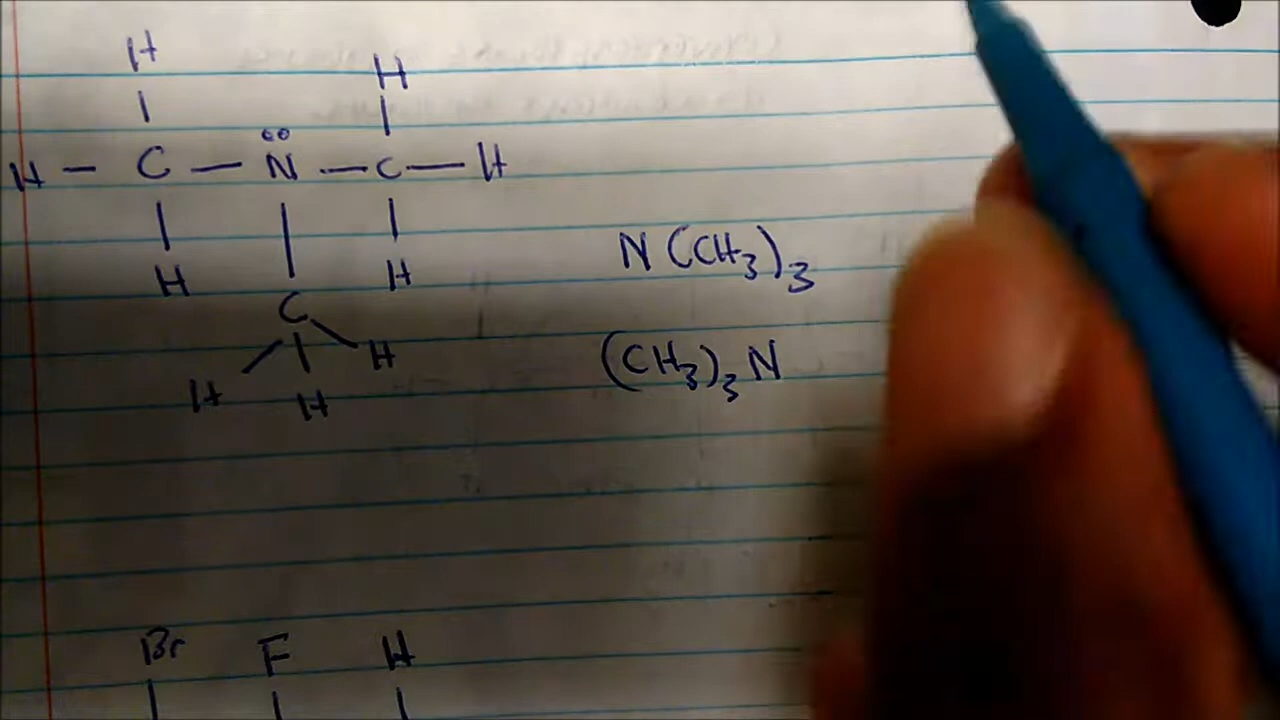 H H
H - C - N - C - H
H H
C
H H H
N(CH3)3
(CH3)3N
Br F H